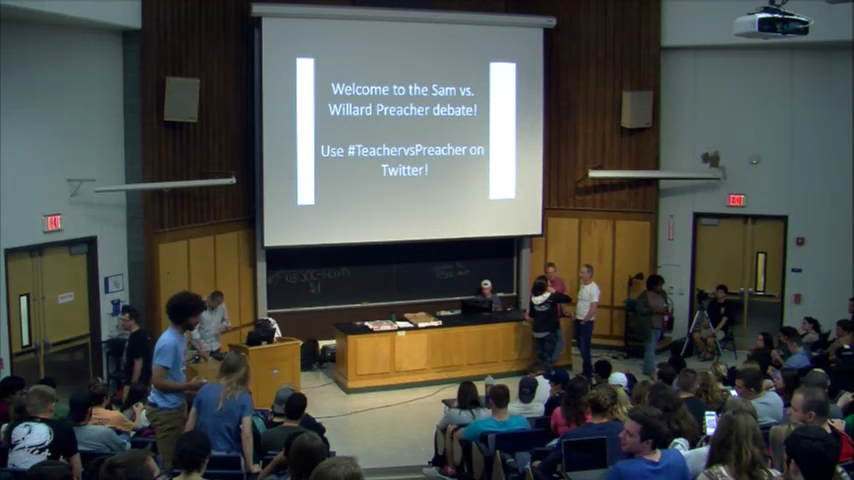 Welcome to the Sam vs.
Willard Preacher debate!
Use #TeachervsPreacher on
Twitter!
EXIT
EXIT